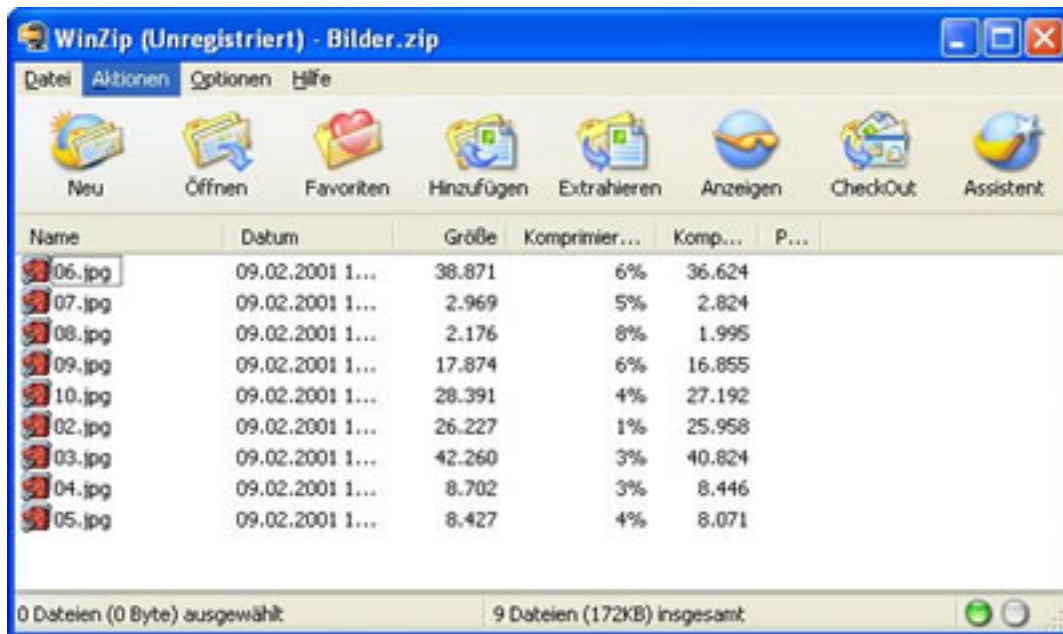 WinZip (Unregistriert) - Bilder.zip
Datei Aktionen Optionen Hilfe
Neu Öffnen Favoriten Hinzufügen Extrahieren Anzeigen CheckOut Assistent
Name Datum Größe Komprimier... Komp... P...
06.jpg 09.02.2001 1... 38.871 6% 36.624
07.jpg 09.02.2001 1... 2.969 5% 2.824
08.jpg 09.02.2001 1... 2.176 8% 1.995
09.jpg 09.02.2001 1... 17.874 6% 16.855
10.jpg 09.02.2001 1... 28.391 4% 27.192
02.jpg 09.02.2001 1... 26.227 1% 25.958
03.jpg 09.02.2001 1... 42.260 3% 40.824
04.jpg 09.02.2001 1... 8.702 3% 8.446
05.jpg 09.02.2001 1... 8.427 4% 8.071
0 Dateien (0 Byte) ausgewählt 9 Dateien (172KB) insgesamt